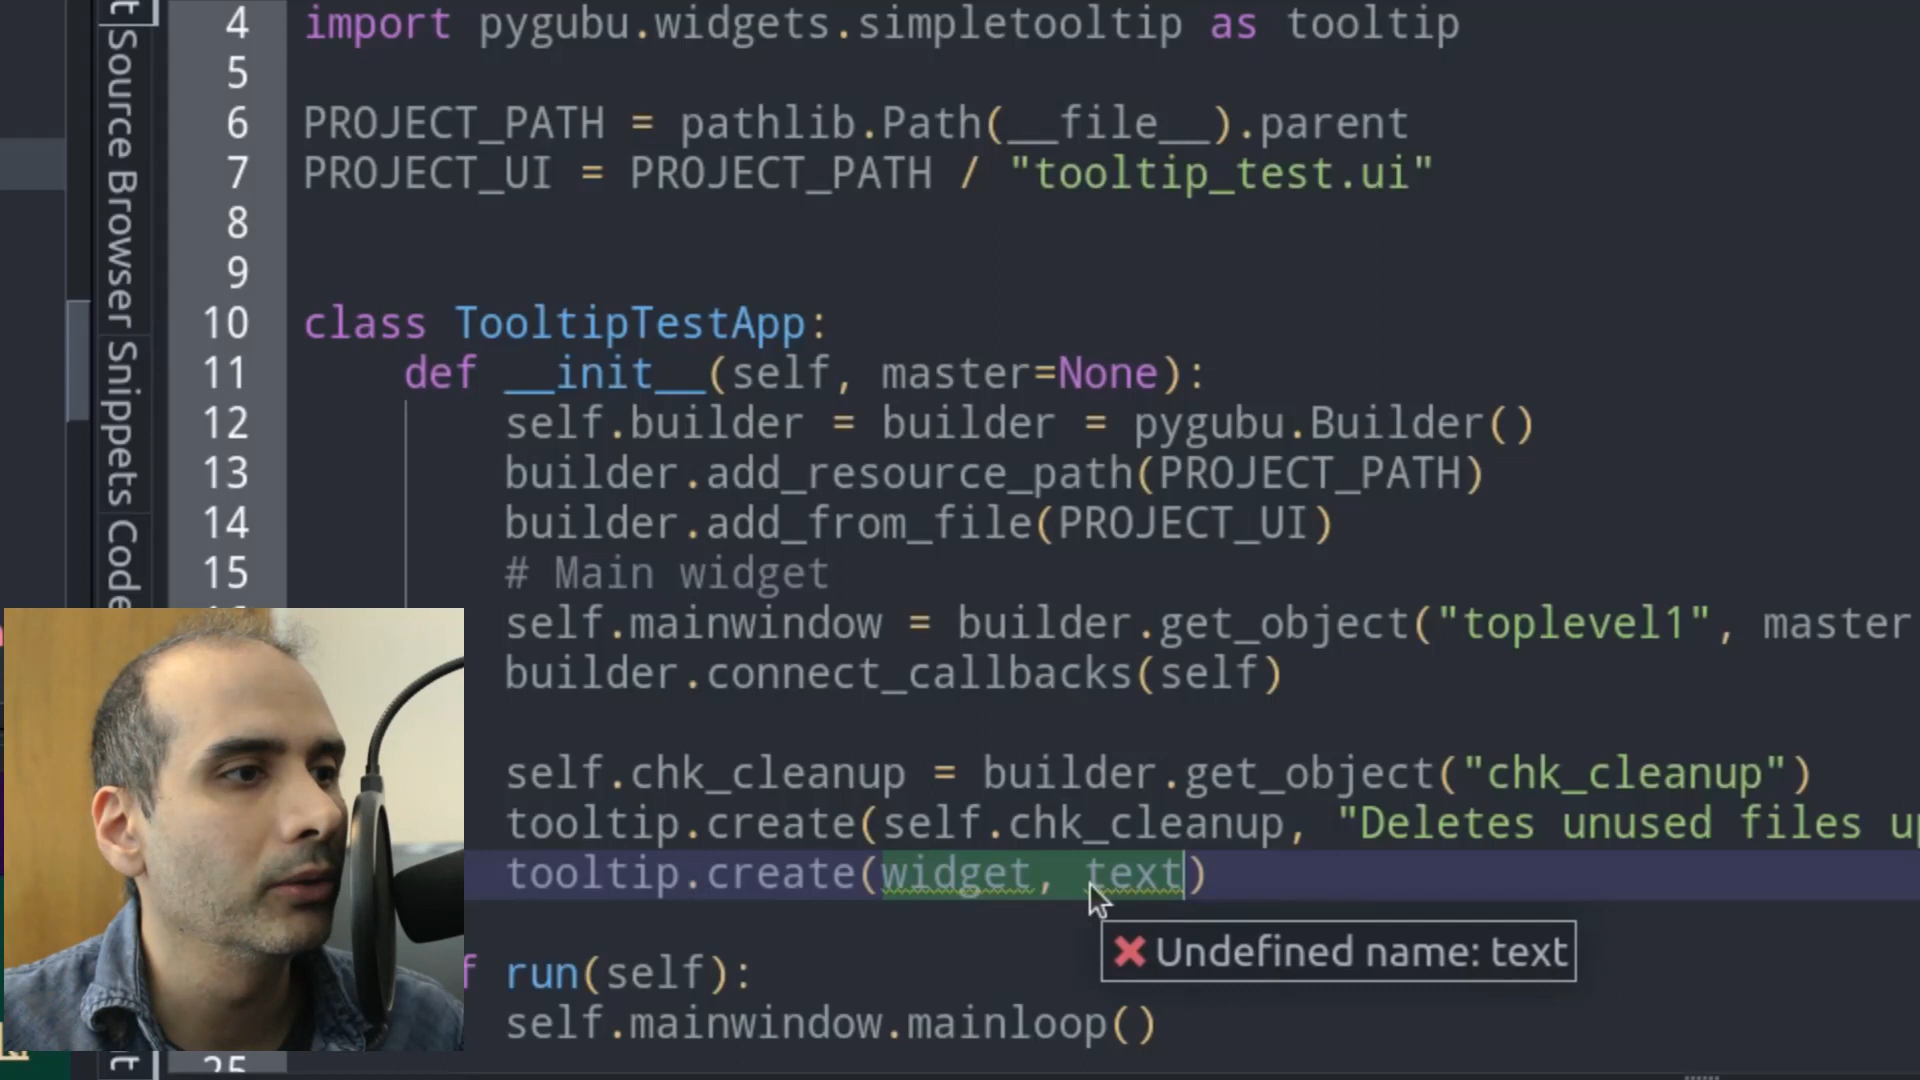 Source Browser
Snippets
Code
4 import pygubu.widgets.simpletooltip as tooltip
5
6 PROJECT_PATH = pathlib.Path(__file__).parent
7 PROJECT_UI = PROJECT_PATH / "tooltip_test.ui"
8
9
10 class TooltipTestApp:
11 def __init__(self, master=None):
12 self.builder = builder = pygubu.Builder()
13 builder.add_resource_path(PROJECT_PATH)
14 builder.add_from_file(PROJECT_UI)
15 # Main widget
self.mainwindow = builder.get_object("toplevel1", master
builder.connect_callbacks(self)
self.chk_cleanup = builder.get_object("chk_cleanup")
tooltip.create(self.chk_cleanup, "Deletes unused files up
tooltip.create(widget, text)
Undefined name: text
f run(self):
self.mainwindow.mainloop()
25